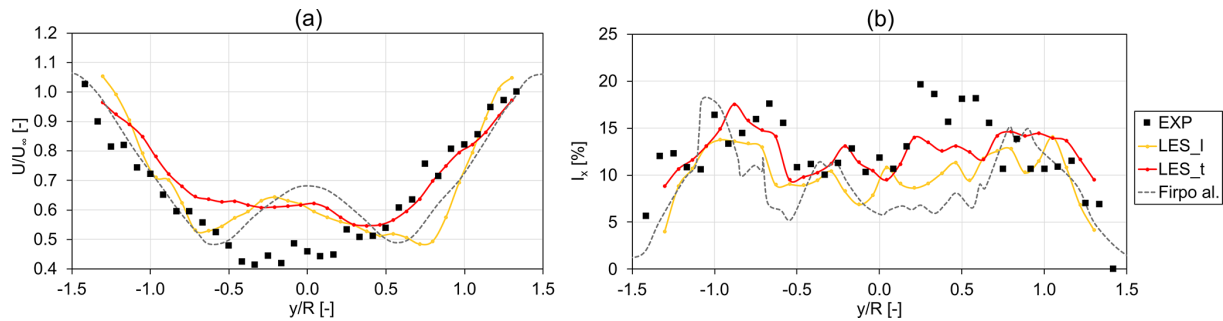 (a)
U/U∞ [-]
1.2
1.1
1.0
0.9
0.8
0.7
0.6
0.5
0.4
-1.5 -1.0 -0.5 0.0 0.5 1.0 1.5
y/R [-]
(b)
Ix [%]
25
20
15
10
5
0
-1.5 -1.0 -0.5 0.0 0.5 1.0 1.5
y/R [-]
EXP
LES_l
LES_t
Firpo al.